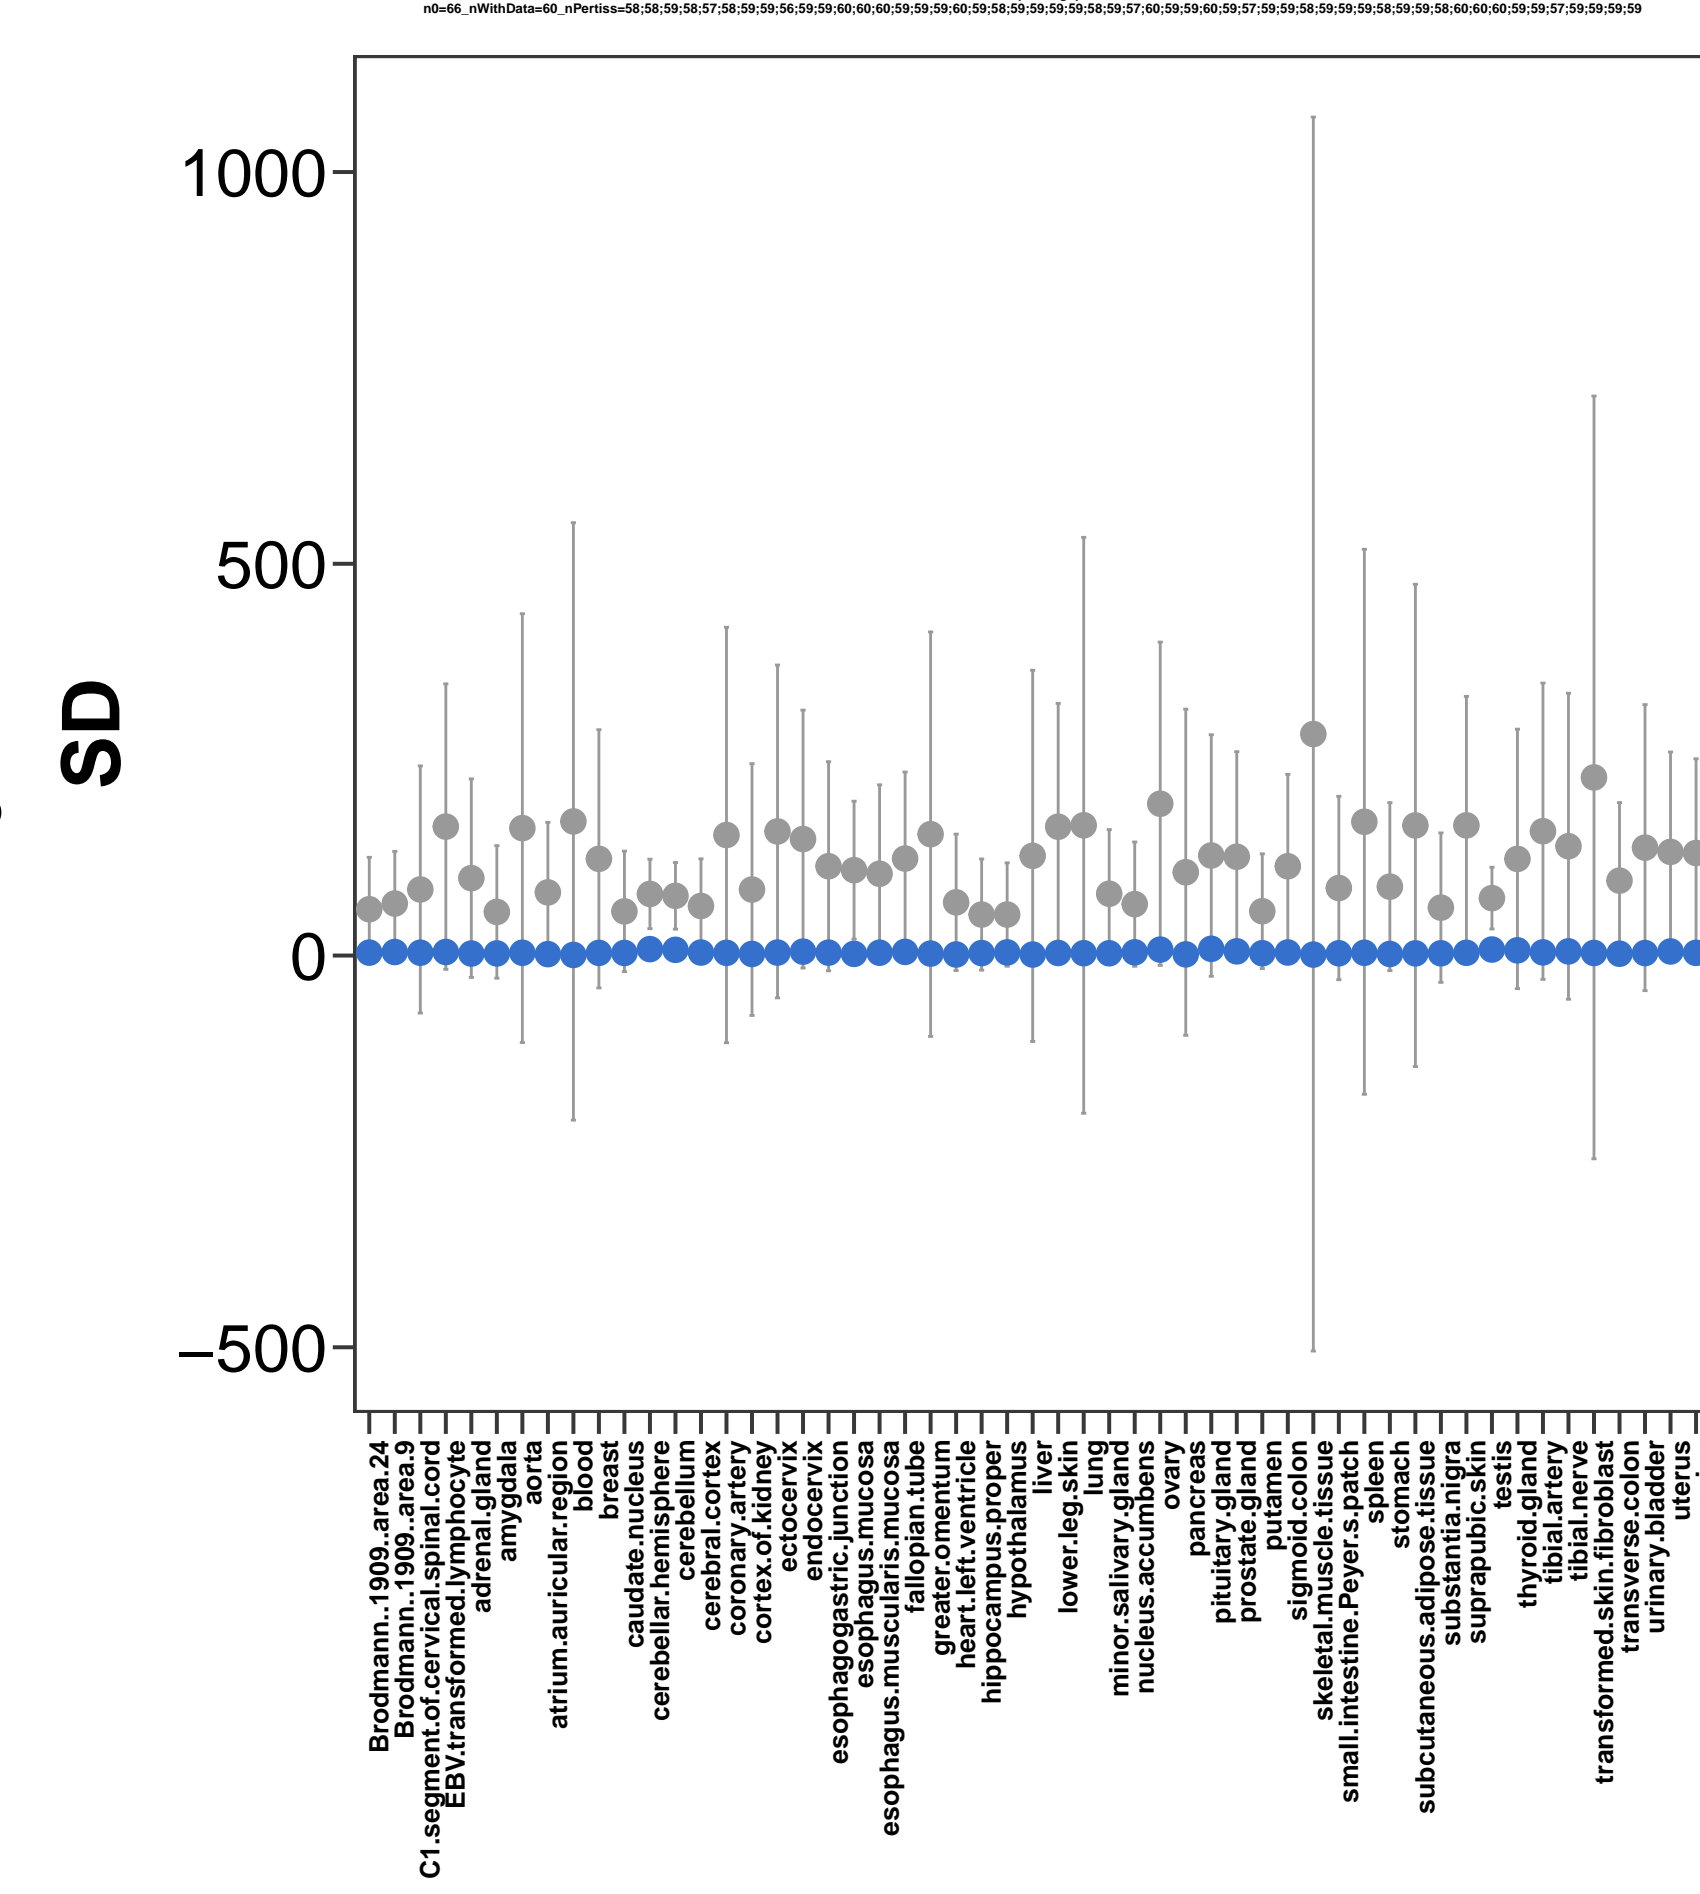 n0=66_nWithData=60_nPertiss=58;58;59;58;57;58;59;59;56;59;59;60;60;60;59;59;59;60;59;58;59;59;59;59;58;59;57;60;59;59;60;59;57;59;59;58;59;59;59;58;59;59;58;60;60;60;59;59;57;59;59;59;59
1000
500
0
–500
SD
Brodmann..1909..area.24
Brodmann..1909..area.9
C1.segment.of.cervical.spinal.cord
EBV.transformed.lymphocyte
adrenal.gland
amygdala
aorta
atrium.auricular.region
blood
breast
caudate.nucleus
cerebellar.hemisphere
cerebellum
cerebral.cortex
coronary.artery
cortex.of.kidney
ectocervix
endocervix
esophagogastric.junction
esophagus.mucosa
esophagus.muscularis.mucosa
fallopian.tube
greater.omentum
heart.left.ventricle
hippocampus.proper
hypothalamus
liver
lower.leg.skin
lung
minor.salivary.gland
nucleus.accumbens
ovary
pancreas
pituitary.gland
prostate.gland
putamen
sigmoid.colon
skeletal.muscle.tissue
small.intestine.Peyer.s.patch
spleen
stomach
subcutaneous.adipose.tissue
substantia.nigra
suprapubic.skin
testis
thyroid.gland
tibial.artery
tibial.nerve
transformed.skin.fibroblast
transverse.colon
urinary.bladder
uterus